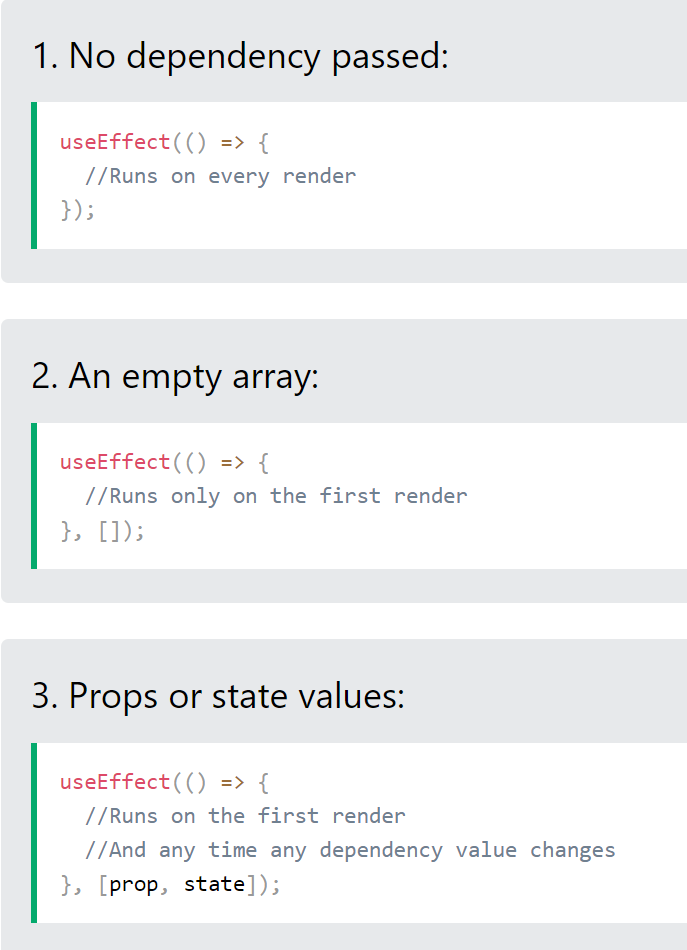 1. No dependency passed:
useEffect(() => {
  //Runs on every render
});
2. An empty array:
useEffect(() => {
  //Runs only on the first render
}, []);
3. Props or state values:
useEffect(() => {
  //Runs on the first render
  //And any time any dependency value changes
}, [prop, state]);